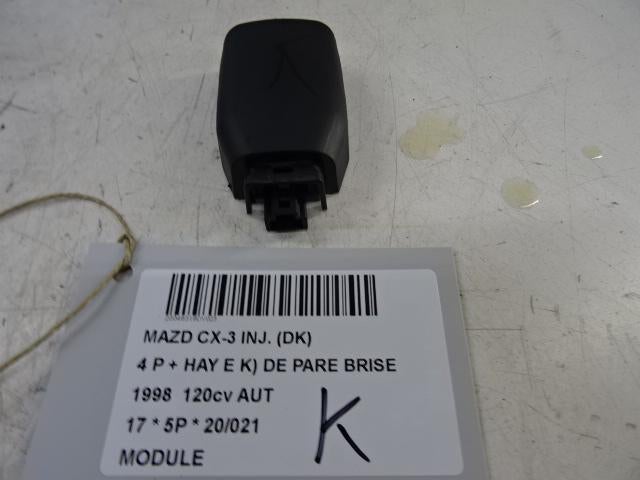 MAZD CX-3 INJ. (DK)
4 P + HAY E K) DE PARE BRISE
1998 120cv AUT
17 * 5P * 20/021
MODULE
K